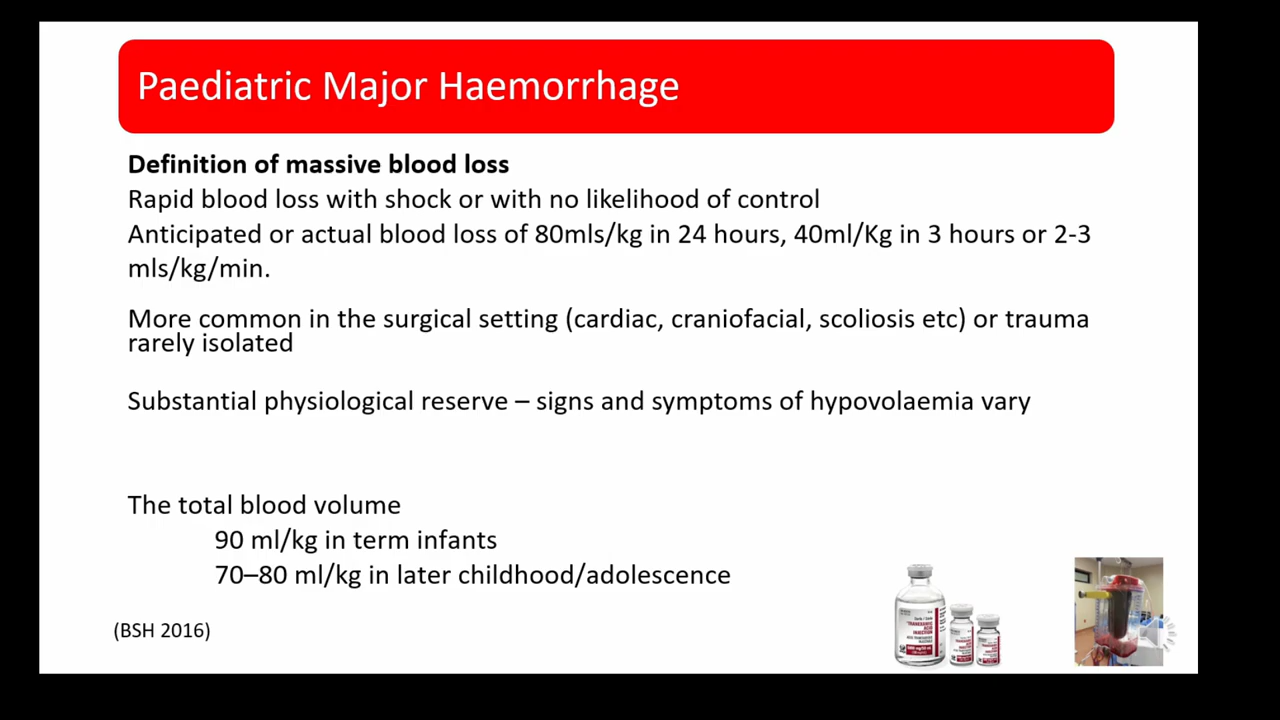 Paediatric Major Haemorrhage
Definition of massive blood loss
Rapid blood loss with shock or with no likelihood of control
Anticipated or actual blood loss of 80mls/kg in 24 hours, 40ml/Kg in 3 hours or 2-3
mls/kg/min.
More common in the surgical setting (cardiac, craniofacial, scoliosis etc) or trauma
rarely isolated
Substantial physiological reserve – signs and symptoms of hypovolaemia vary
The total blood volume
90 ml/kg in term infants
70–80 ml/kg in later childhood/adolescence
(BSH 2016)
TRANEXAMIC
ACID
INJECTION